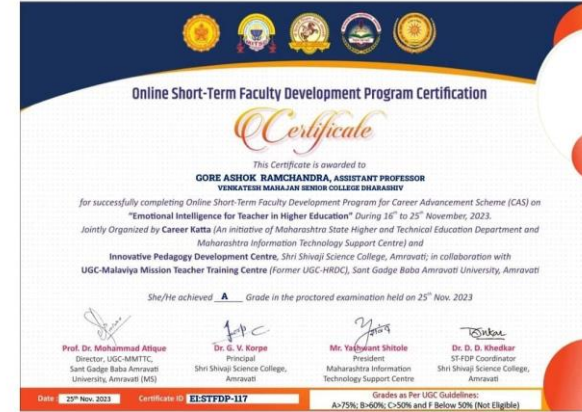 Online Short-Term Faculty Development Program Certification
Certificate
This Certificate is awarded to
GORE ASHOK RAMCHANDRA, ASSISTANT PROFESSOR
VENKATESH MAHAJAN SENIOR COLLEGE DHARASHIV
for successfully completing Online Short-Term Faculty Development Program for Career Advancement Scheme (CAS) on
"Emotional Intelligence for Teacher in Higher Education" During 16th to 25th November, 2023.
Jointly Organized by Career Katta (An initiative of Maharashtra State Higher and Technical Education Department and
Maharashtra Information Technology Support Centre) and
Innovative Pedagogy Development Centre, Shri Shivaji Science College, Amravati; in collaboration with
UGC-Malaviya Mission Teacher Training Centre (Former UGC-HRDC), Sant Gadge Baba Amravati University, Amravati
She/He achieved A Grade in the proctored examination held on 25th Nov. 2023
Prof. Dr. Mohammad Atique
Director, UGC-MMTTC,
Sant Gadge Baba Amravati
University, Amravati (MS)
Dr. G. V. Korpe
Principal
Shri Shivaji Science College,
Amravati
Mr. Yashwant Shitole
President
Maharashtra Information
Technology Support Centre
Dr. D. D. Khedkar
ST-FDP Coordinator
Shri Shivaji Science College,
Amravati
Date 25th Nov. 2023 Certificate ID EI:STFDP-117
Grades as Per UGC Guidelines:
A>75%; B>60%; C>50% and F Below 50% (Not Eligible)